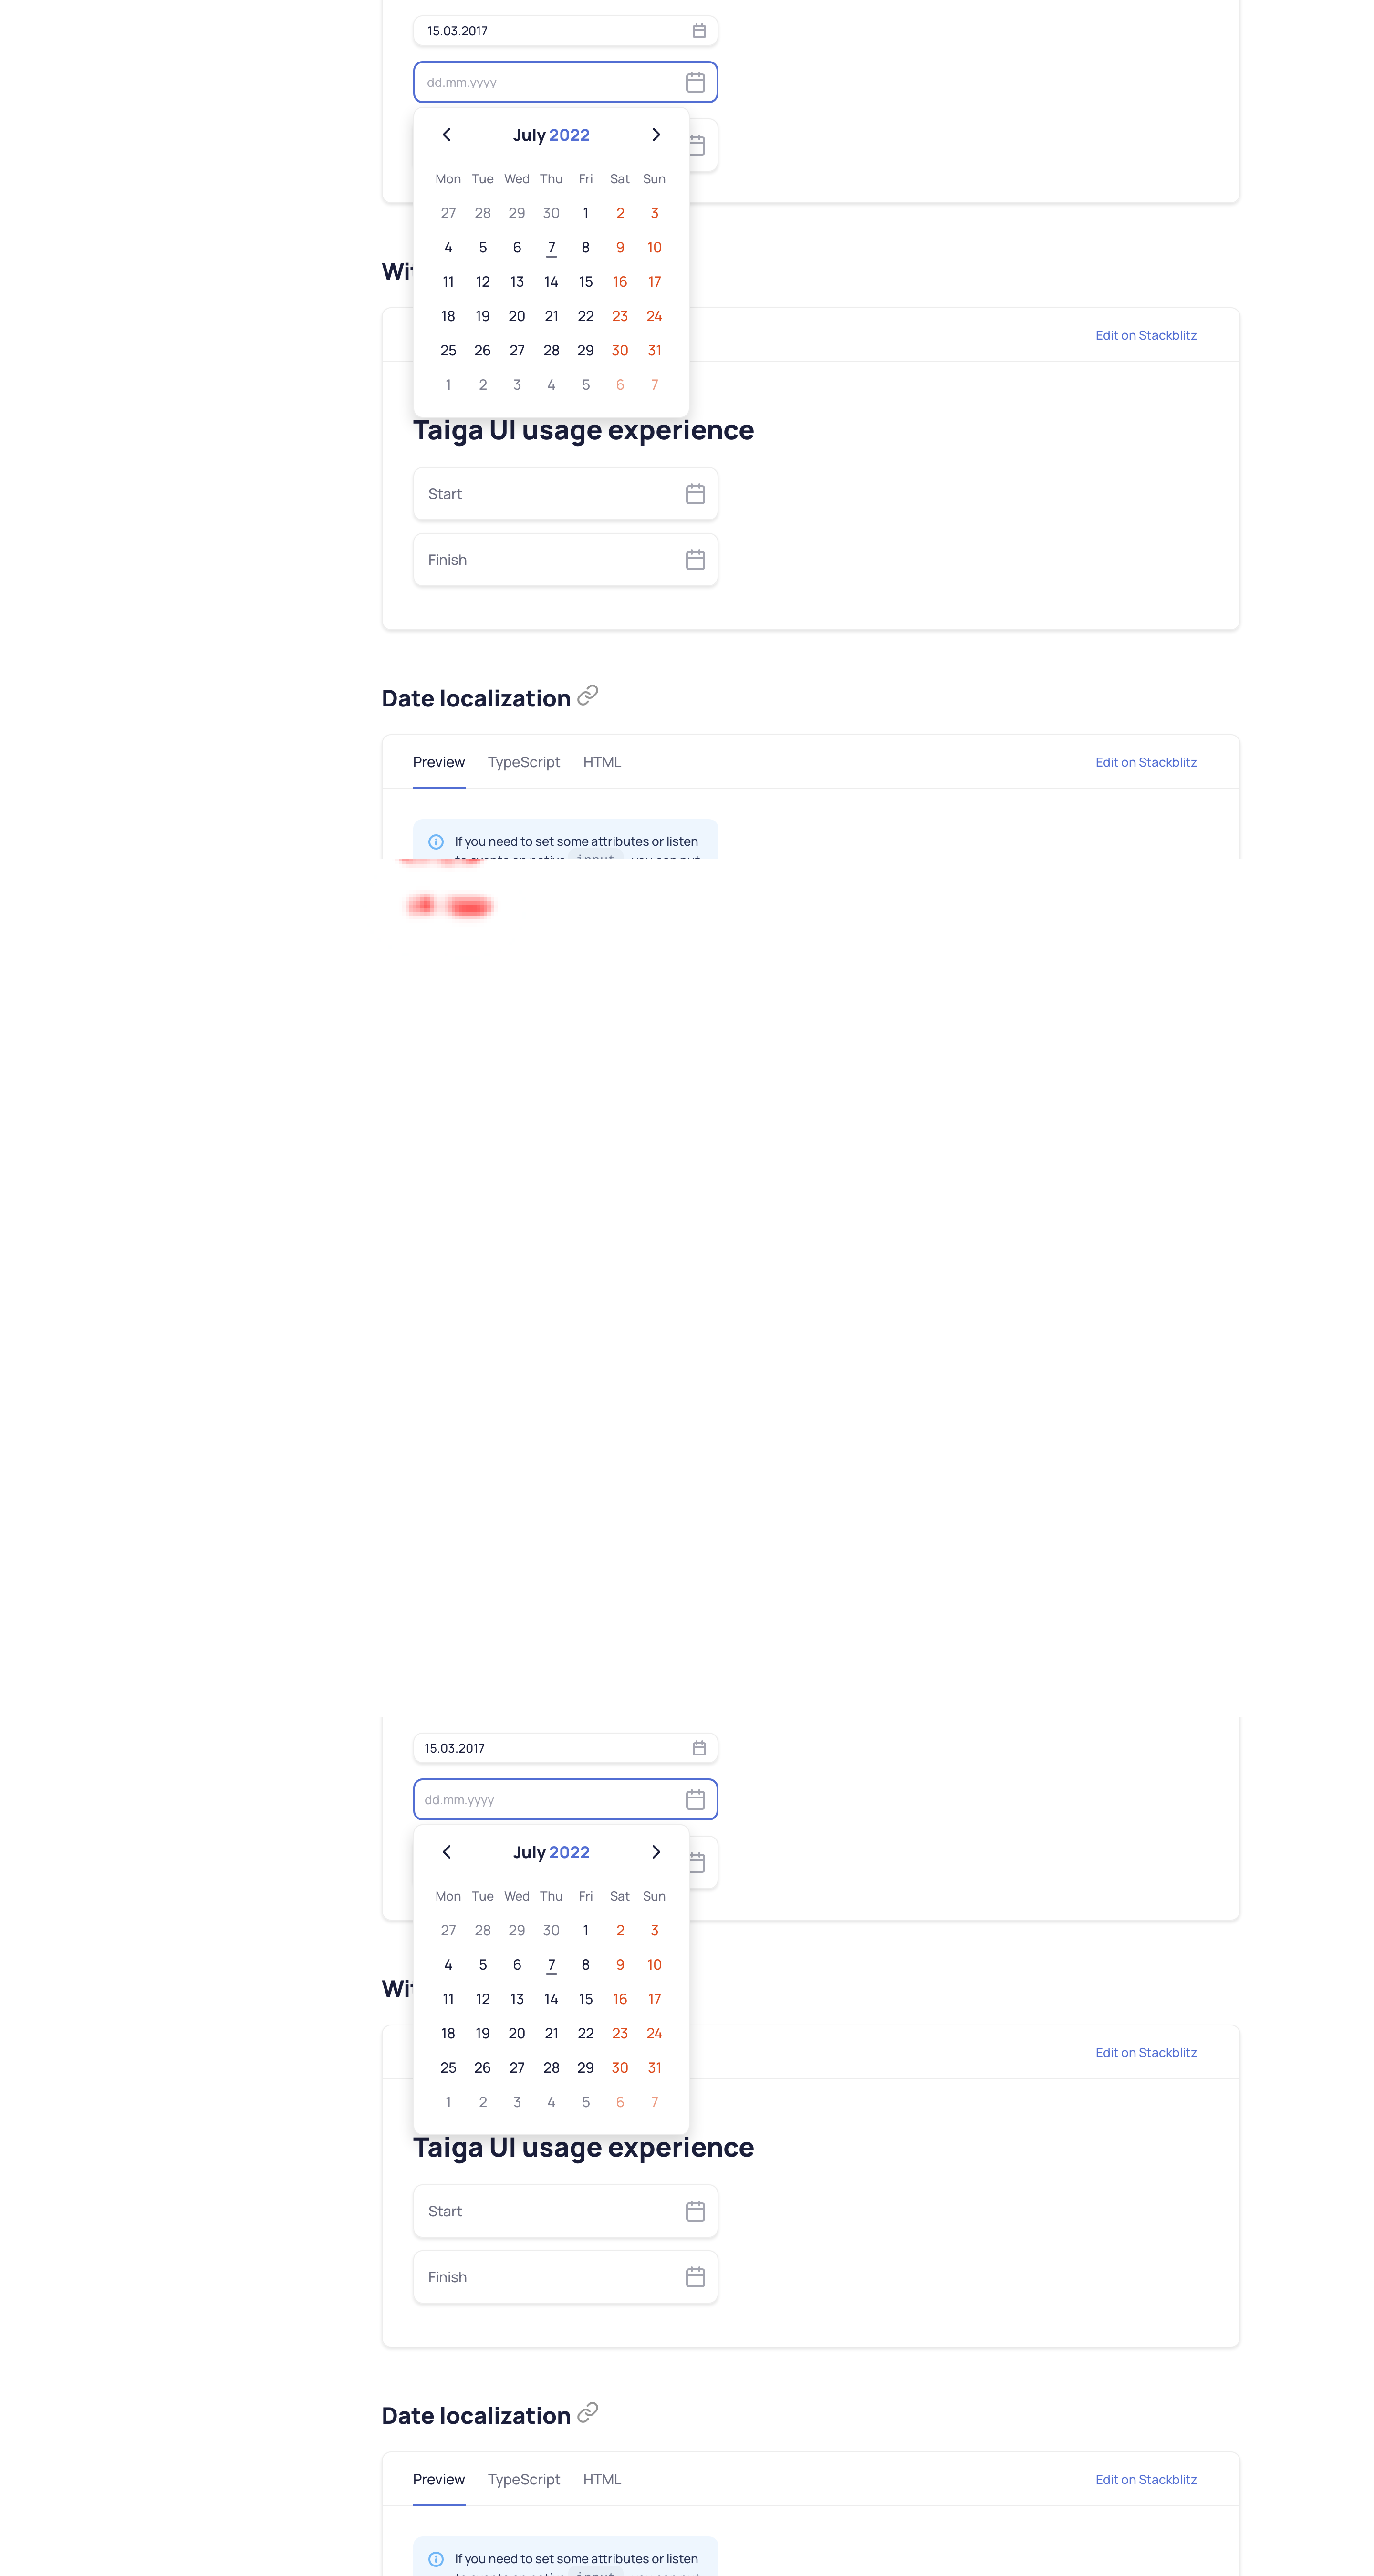 15.03.2017
dd.mm.yyyy
July 2022
Mon Tue Wed Thu Fri Sat Sun
27 28 29 30 1 2 3
4 5 6 7 8 9 10
11 12 13 14 15 16 17
18 19 20 21 22 23 24
25 26 27 28 29 30 31
1 2 3 4 5 6 7
Edit on Stackblitz
Taiga UI usage experience
Start
Finish
Date localization
Preview TypeScript HTML Edit on Stackblitz
If you need to set some attributes or listen
15.03.2017
dd.mm.yyyy
July 2022
Mon Tue Wed Thu Fri Sat Sun
27 28 29 30 1 2 3
4 5 6 7 8 9 10
11 12 13 14 15 16 17
18 19 20 21 22 23 24
25 26 27 28 29 30 31
1 2 3 4 5 6 7
Edit on Stackblitz
Taiga UI usage experience
Start
Finish
Date localization
Preview TypeScript HTML Edit on Stackblitz
If you need to set some attributes or listen